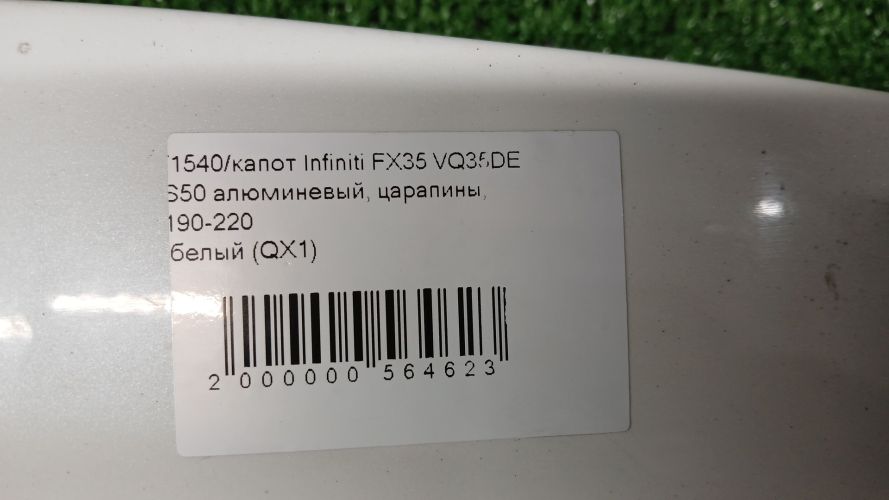 1540/капот Infiniti FX35 VQ35DE
S50 алюминевый, царапины,
190-220
белый (QX1)
2 000000 564623